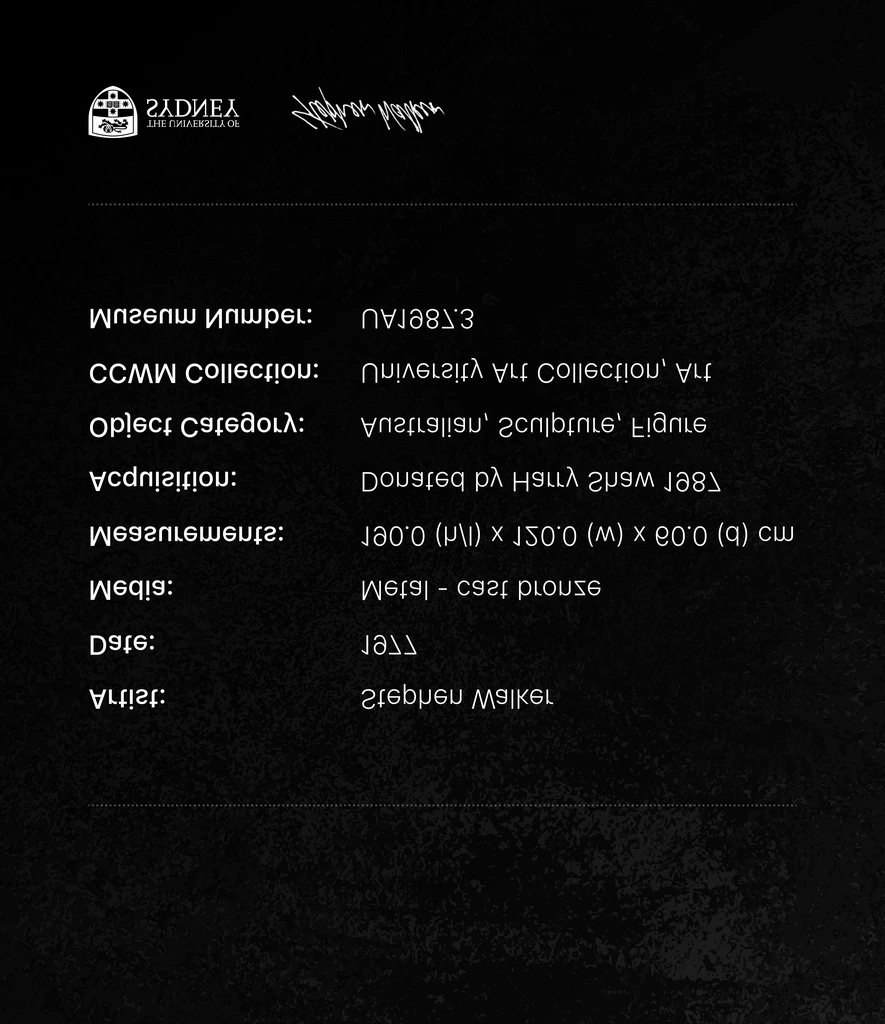 Artist: Stephen Walker
Date: 1977
Media: Metal - cast bronze
Measurements: 190.0 (h/l) x 120.0 (w) x 60.0 (d) cm
Acquisition: Donated by Harry Shaw 1987
Object Category: Australian, Sculpture, Figure
CCWM Collection: University Art Collection, Art
Museum Number: UA1987.3
THE UNIVERSITY OF
SYDNEY
Stephen Walker